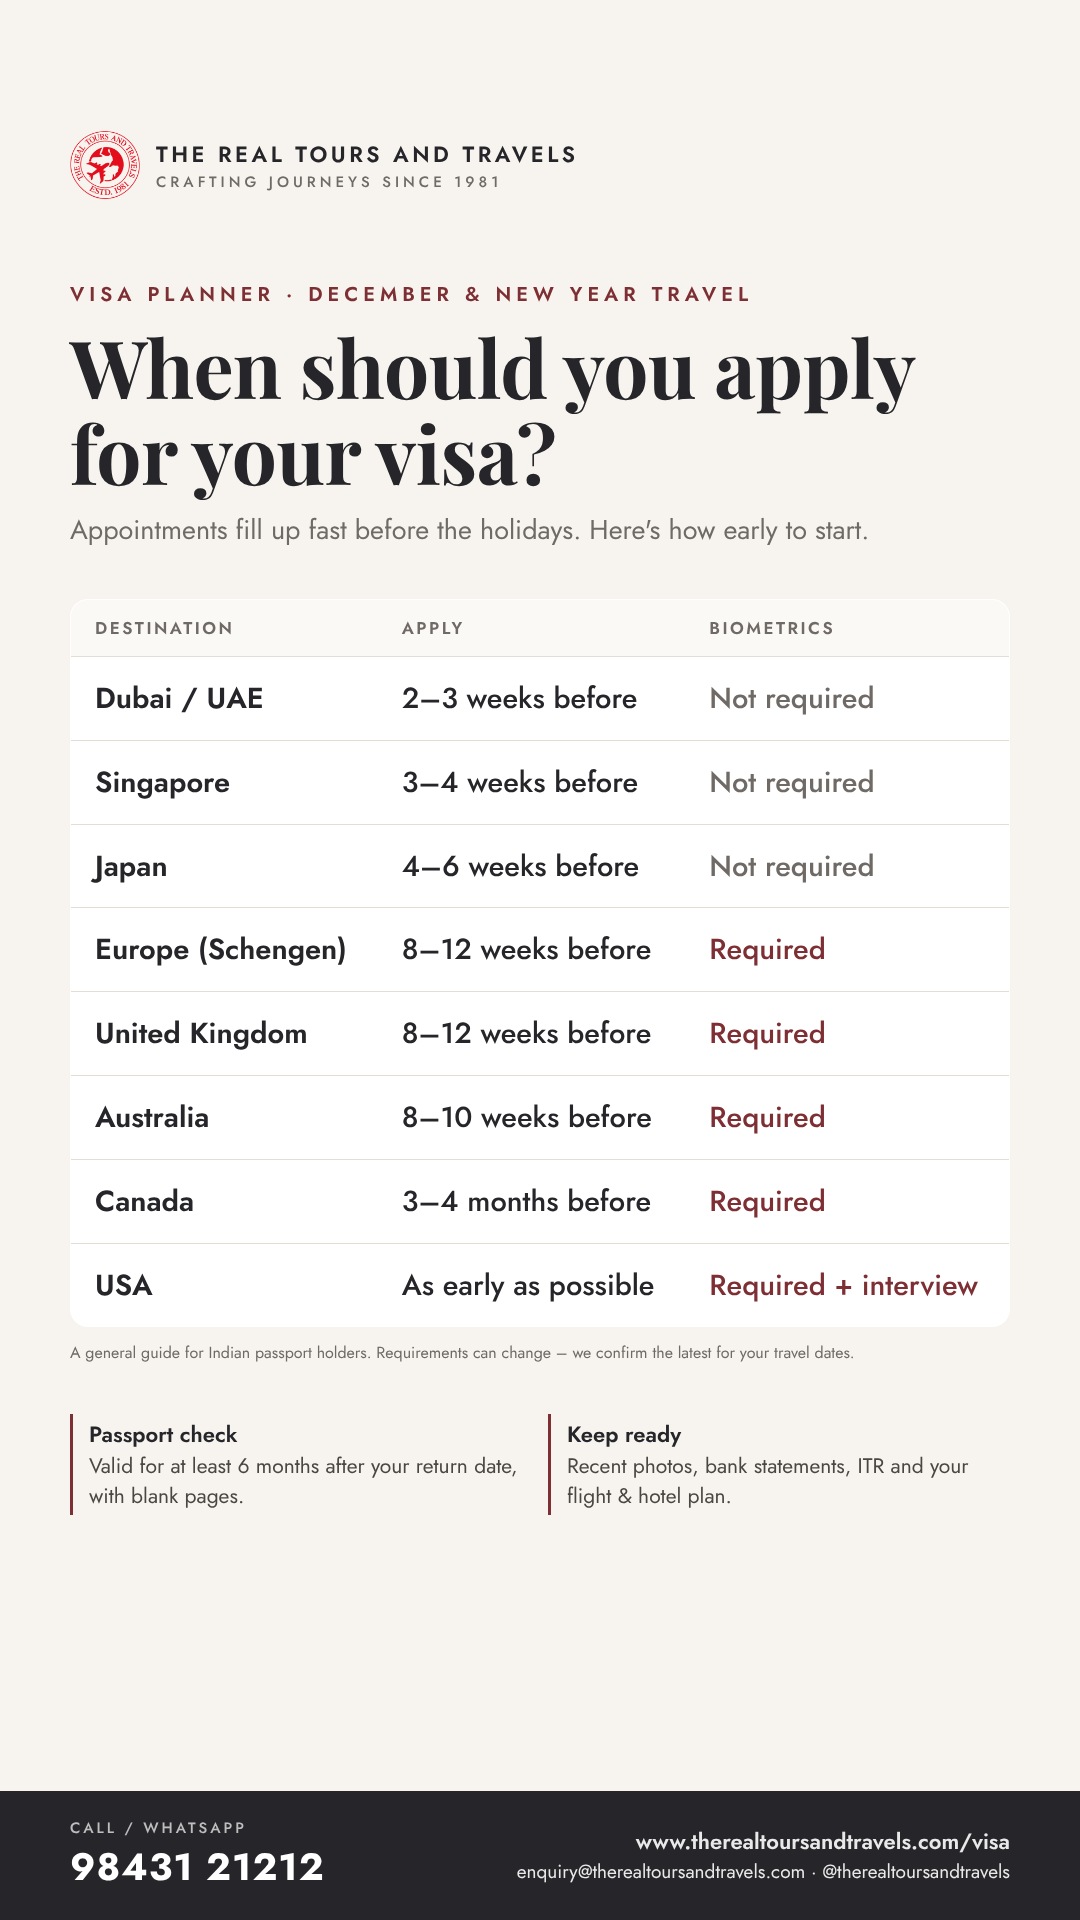 THE REAL TOURS AND TRAVELS
ESTD. 1981
THE REAL TOURS AND TRAVELS
CRAFTING JOURNEYS SINCE 1981
VISA PLANNER · DECEMBER & NEW YEAR TRAVEL
When should you apply
for your visa?
Appointments fill up fast before the holidays. Here's how early to start.
DESTINATION APPLY BIOMETRICS
Dubai / UAE 2–3 weeks before Not required
Singapore 3–4 weeks before Not required
Japan 4–6 weeks before Not required
Europe (Schengen) 8–12 weeks before Required
United Kingdom 8–12 weeks before Required
Australia 8–10 weeks before Required
Canada 3–4 months before Required
USA As early as possible Required + interview
A general guide for Indian passport holders. Requirements can change – we confirm the latest for your travel dates.
Passport check
Valid for at least 6 months after your return date,
with blank pages.
Keep ready
Recent photos, bank statements, ITR and your
flight & hotel plan.
CALL / WHATSAPP
98431 21212
www.therealtoursandtravels.com/visa
enquiry@therealtoursandtravels.com · @therealtoursandtravels